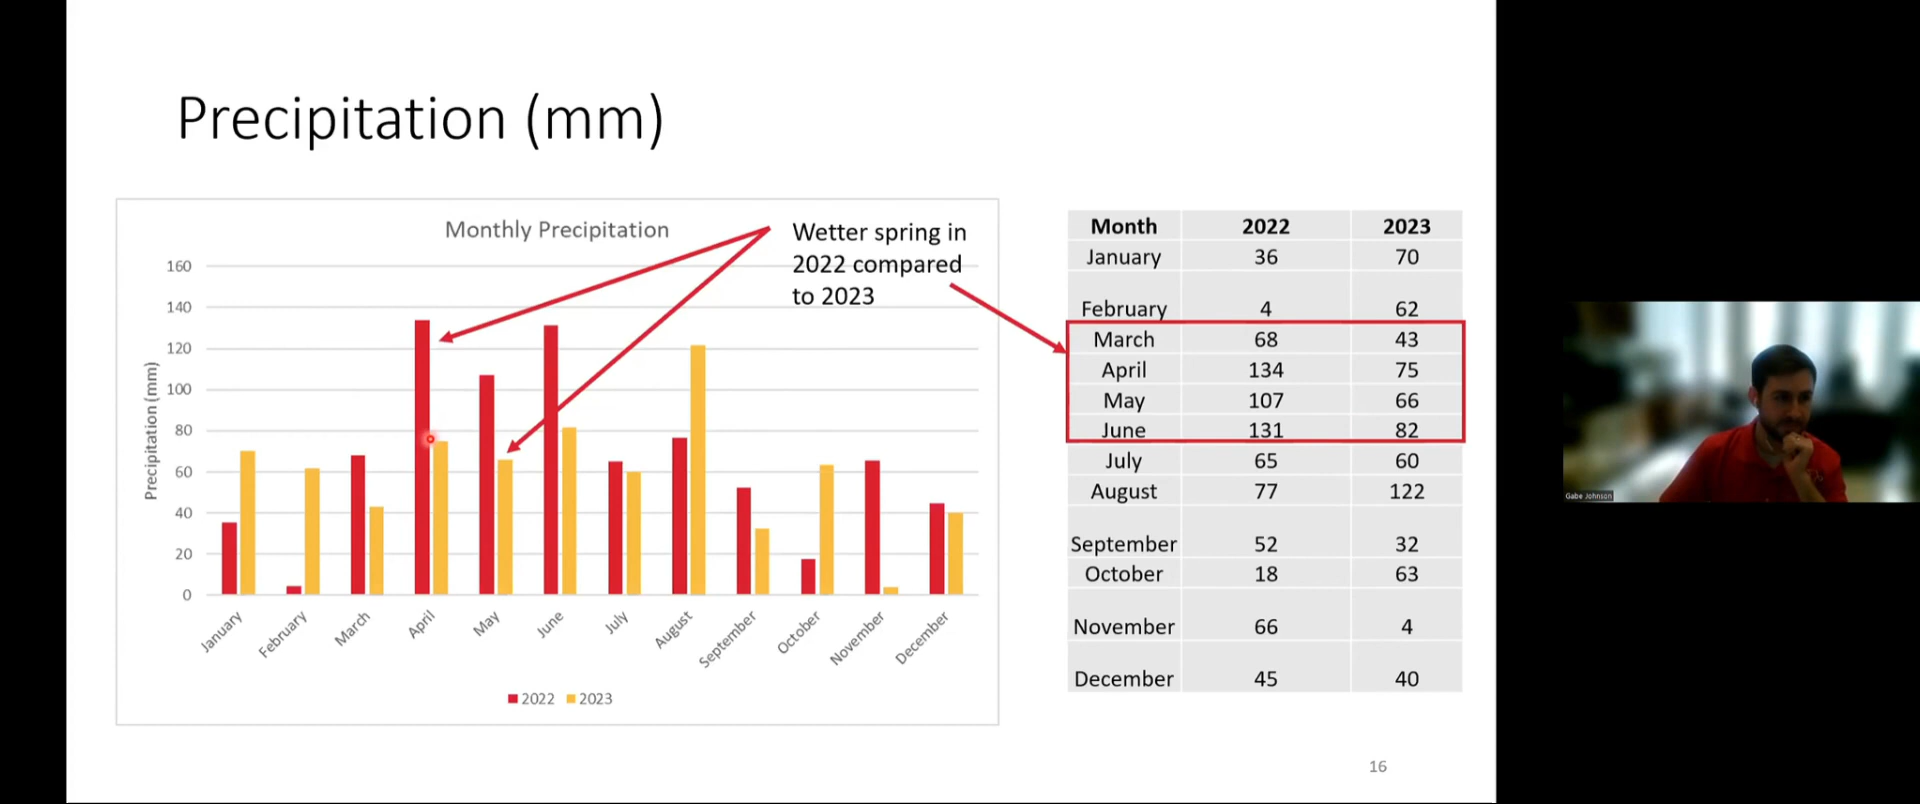 Precipitation (mm)
Monthly Precipitation
Wetter spring in
2022 compared
to 2023
Precipitation (mm)
160
140
120
100
80
60
40
20
0
January
February
March
April
May
June
July
August
September
October
November
December
2022 2023
Month 2022 2023
January 36 70
February 4 62
March 68 43
April 134 75
May 107 66
June 131 82
July 65 60
August 77 122
September 52 32
October 18 63
November 66 4
December 45 40
16
Gabe Johnson